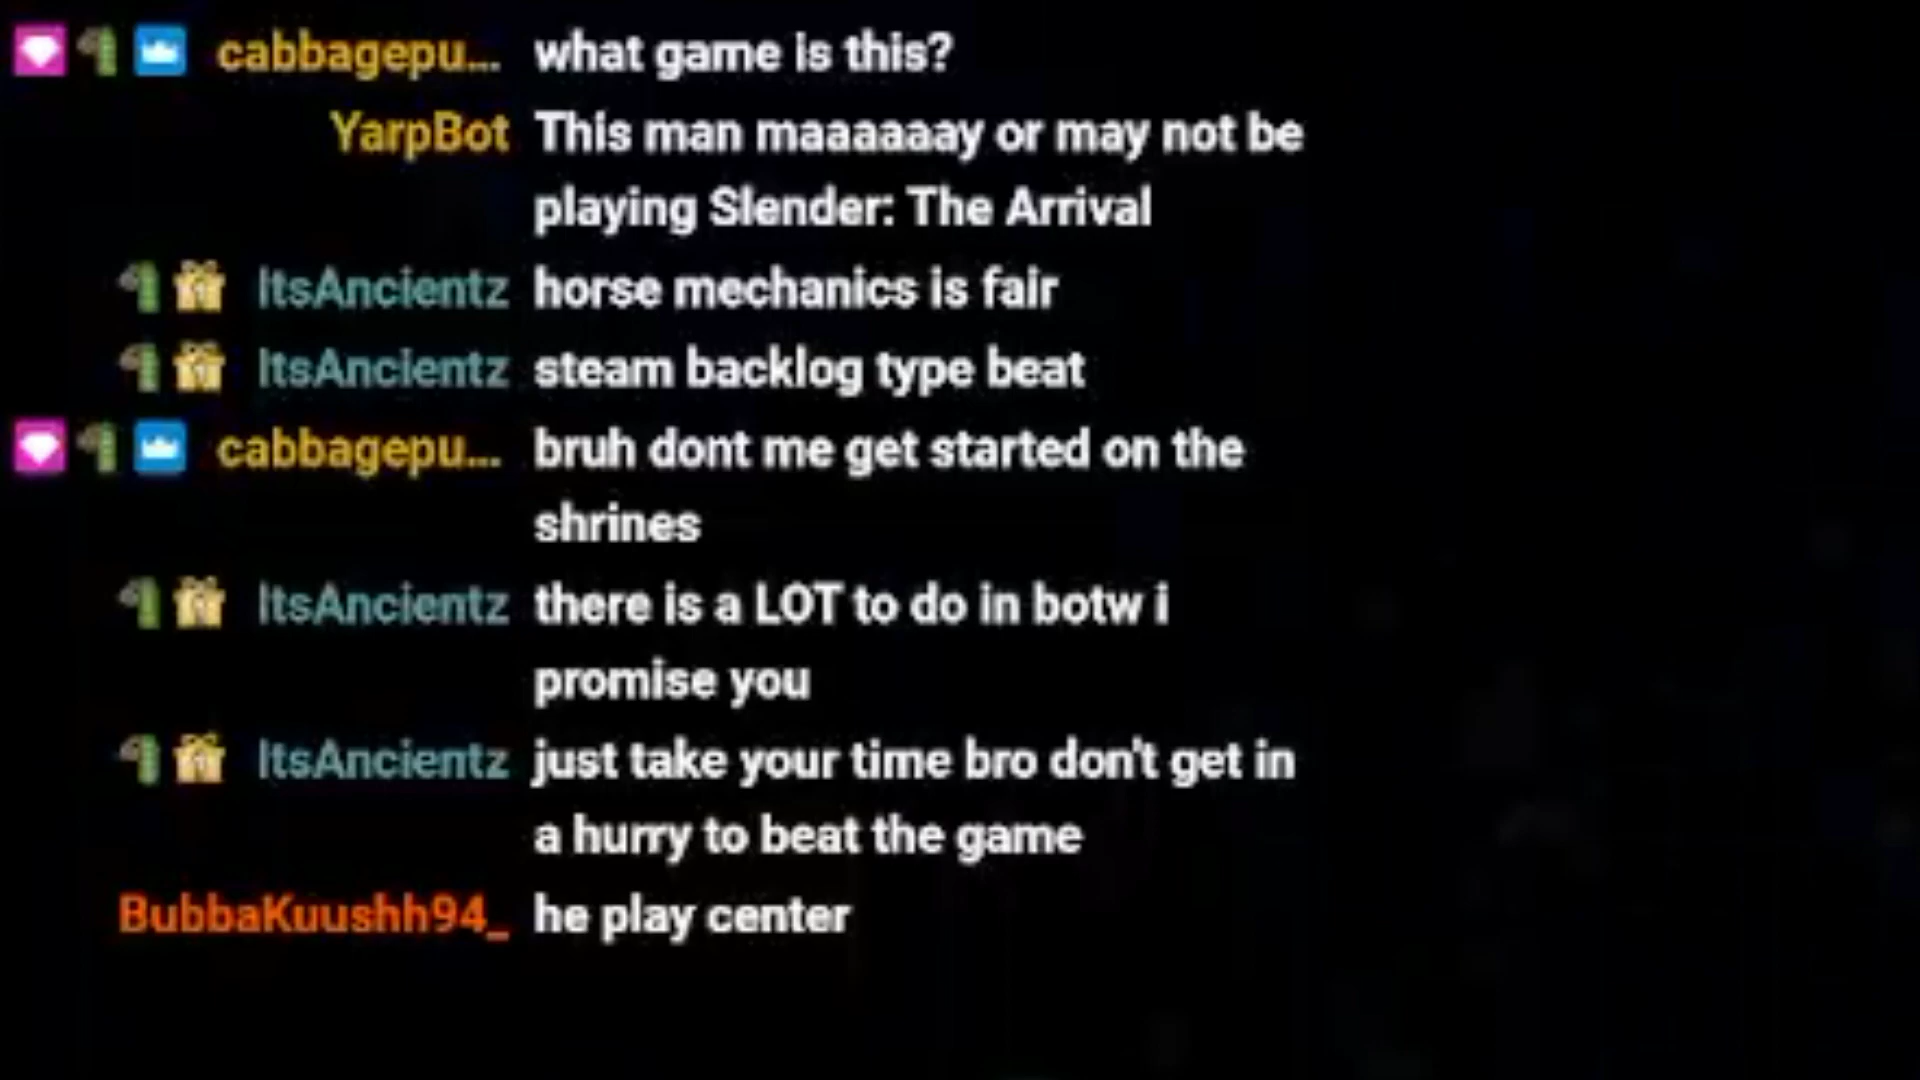 cabbagepu... what game is this?
YarpBot This man maaaaaay or may not be
playing Slender: The Arrival
ItsAncientz horse mechanics is fair
ItsAncientz steam backlog type beat
cabbagepu... bruh dont me get started on the
shrines
ItsAncientz there is a LOT to do in botw i
promise you
ItsAncientz just take your time bro don't get in
a hurry to beat the game
BubbaKuushh94_ he play center